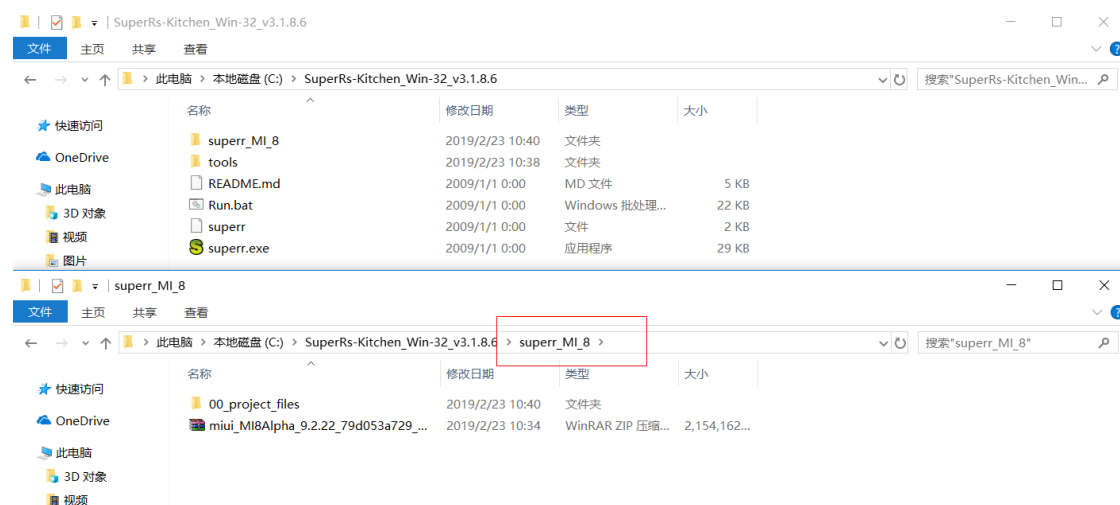 SuperRs-Kitchen_Win-32_v3.1.8.6
文件 主页 共享 查看
此电脑 > 本地磁盘 (C:) > SuperRs-Kitchen_Win-32_v3.1.8.6 搜索"SuperRs-Kitchen_Win...
名称 修改日期 类型 大小
快速访问
superr_MI_8 2019/2/23 10:40 文件夹
OneDrive
tools 2019/2/23 10:38 文件夹
此电脑
README.md 2009/1/1 0:00 MD 文件 5 KB
3D 对象
Run.bat 2009/1/1 0:00 Windows 批处理... 22 KB
视频
superr 2009/1/1 0:00 文件 2 KB
图片
superr.exe 2009/1/1 0:00 应用程序 29 KB
superr_MI_8
文件 主页 共享 查看
此电脑 > 本地磁盘 (C:) > SuperRs-Kitchen_Win-32_v3.1.8.6 > superr_MI_8 > 搜索"superr_MI_8"
名称 修改日期 类型 大小
快速访问
00_project_files 2019/2/23 10:40 文件夹
OneDrive
miui_MI8Alpha_9.2.22_79d053a729_... 2019/2/23 10:34 WinRAR ZIP 压缩... 2,154,162...
此电脑
3D 对象
视频